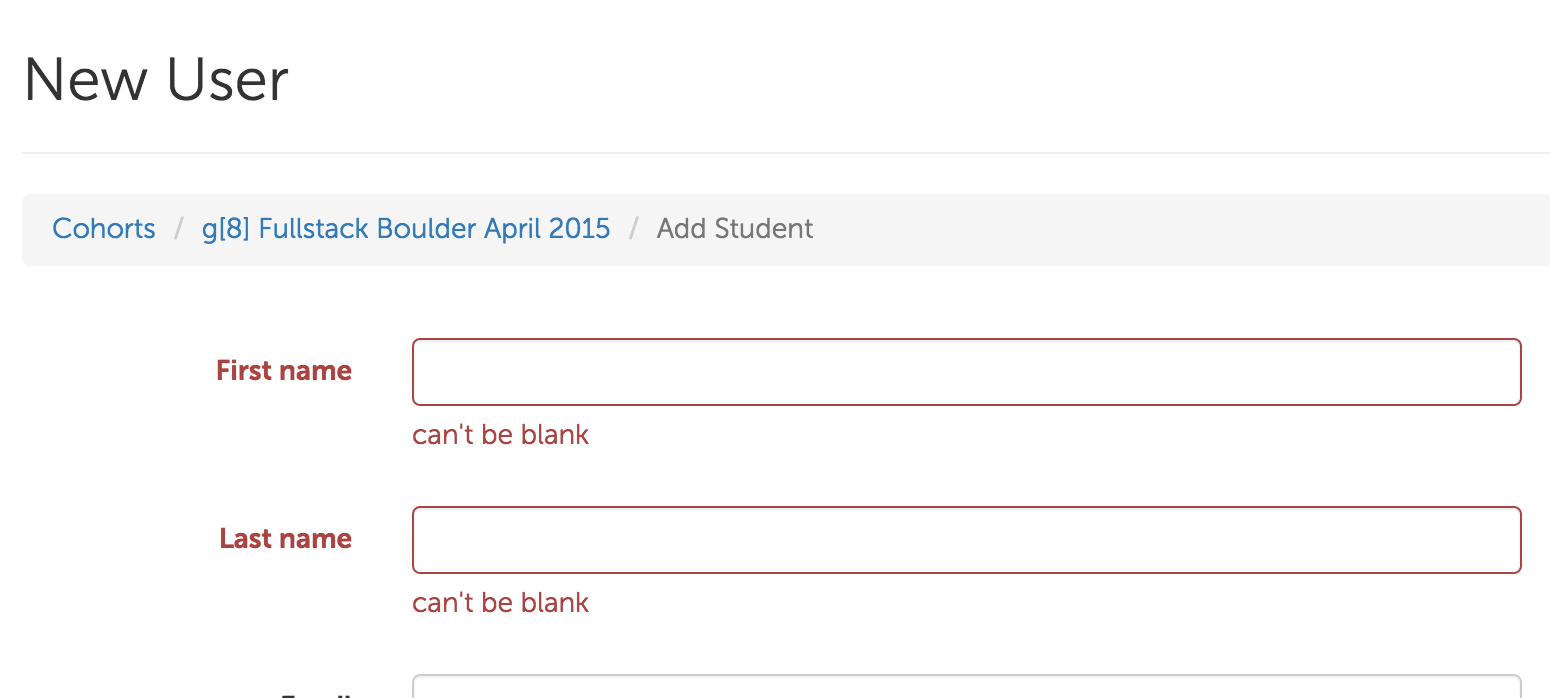 New User
Cohorts / g[8] Fullstack Boulder April 2015 / Add Student
First name
can't be blank
Last name
can't be blank